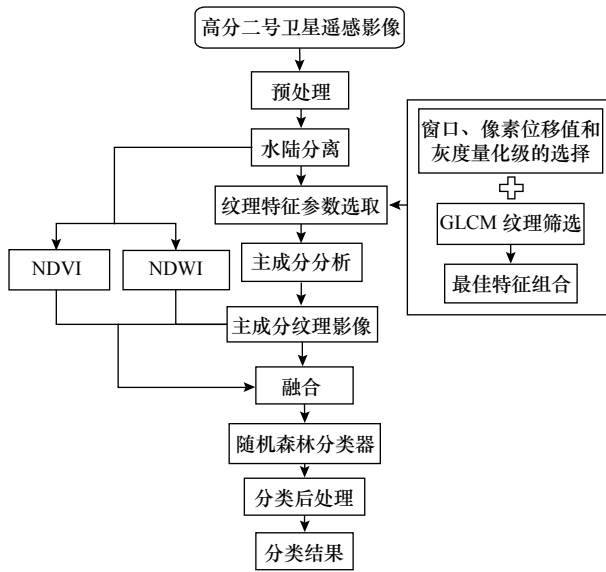 高分二号卫星遥感影像
预处理
水陆分离
纹理特征参数选取
窗口、像素位移值和
灰度量化级的选择
GLCM 纹理筛选
最佳特征组合
NDVI
NDWI
主成分分析
主成分纹理影像
融合
随机森林分类器
分类后处理
分类结果